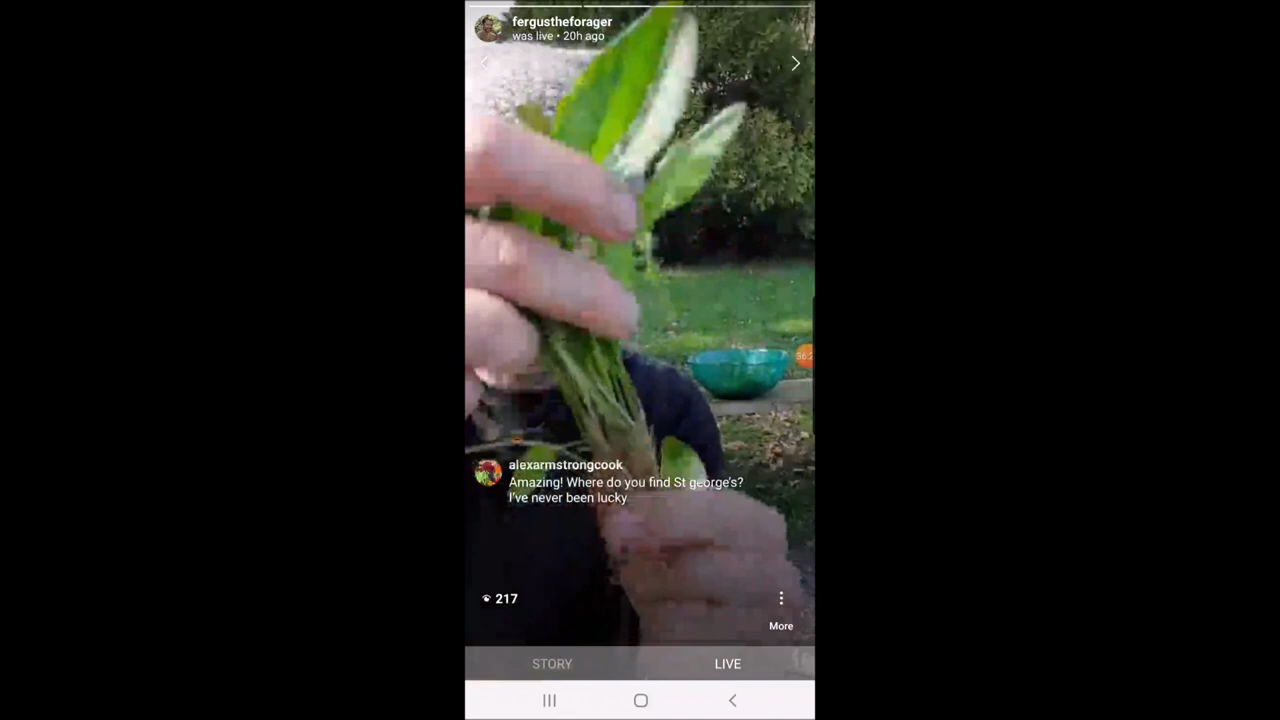 fergustheforager
was live • 20h ago
alexarmstrongcook
Amazing! Where do you find St george's?
I've never been lucky
217
More
STORY
LIVE